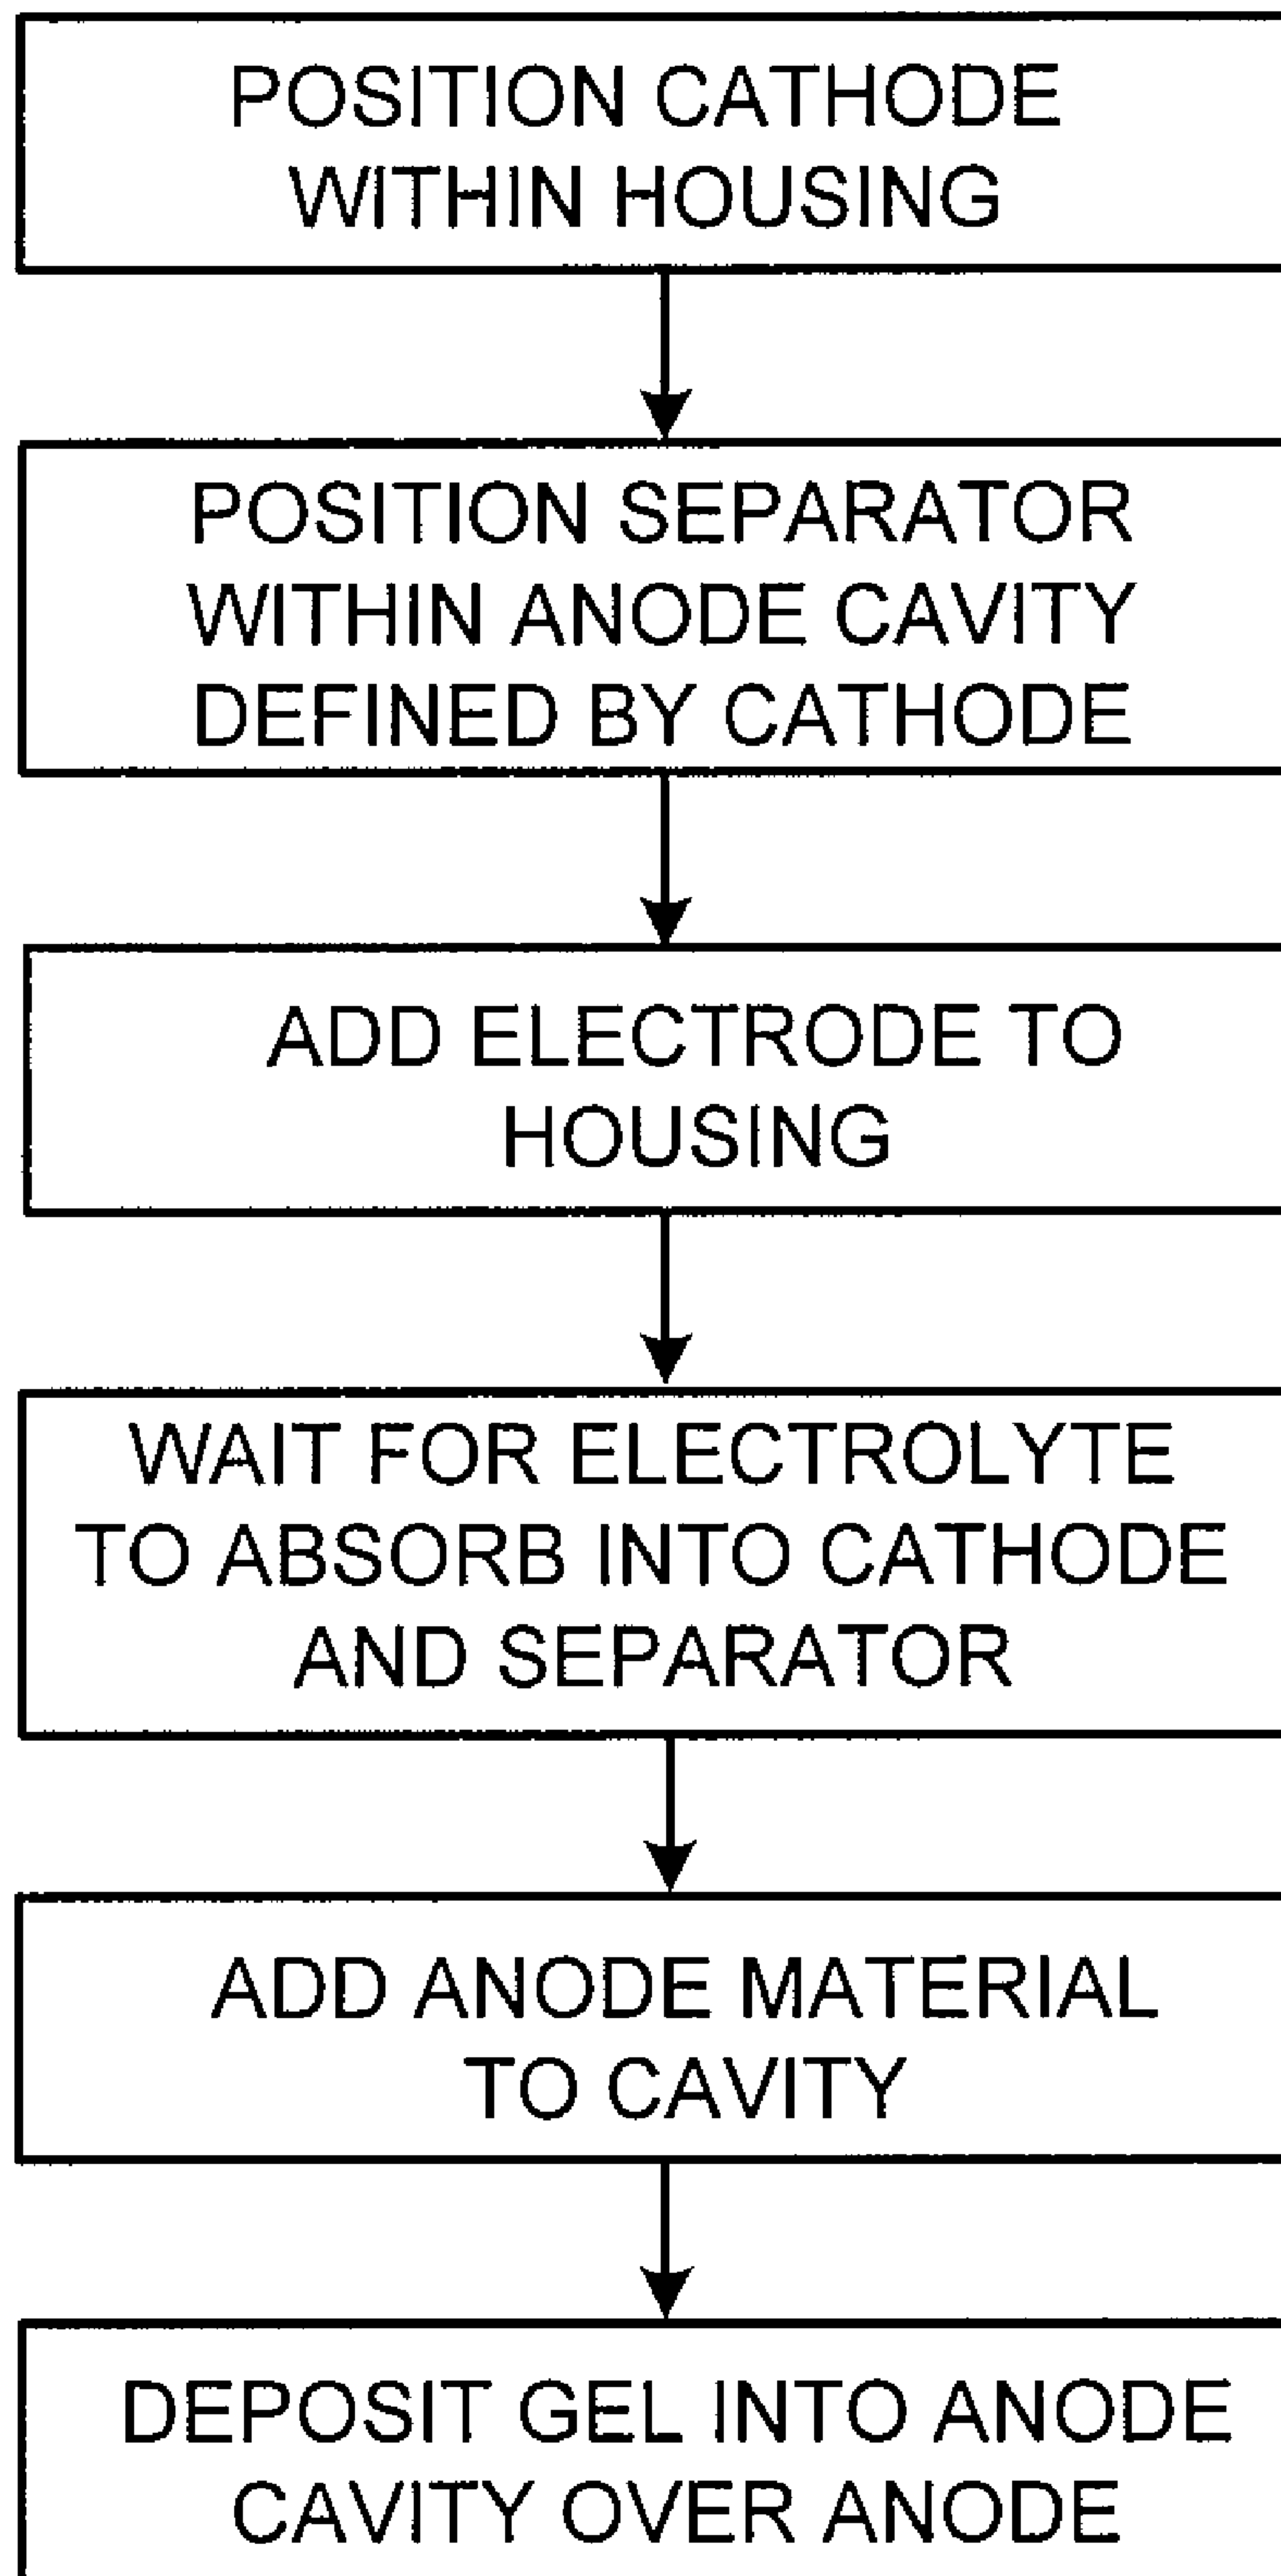 POSITION CATHODE
WITHIN HOUSING
POSITION SEPARATOR
WITHIN ANODE CAVITY
DEFINED BY CATHODE
ADD ELECTRODE TO
HOUSING
WAIT FOR ELECTROLYTE
TO ABSORB INTO CATHODE
AND SEPARATOR
ADD ANODE MATERIAL
TO CAVITY
DEPOSIT GEL INTO ANODE
CAVITY OVER ANODE